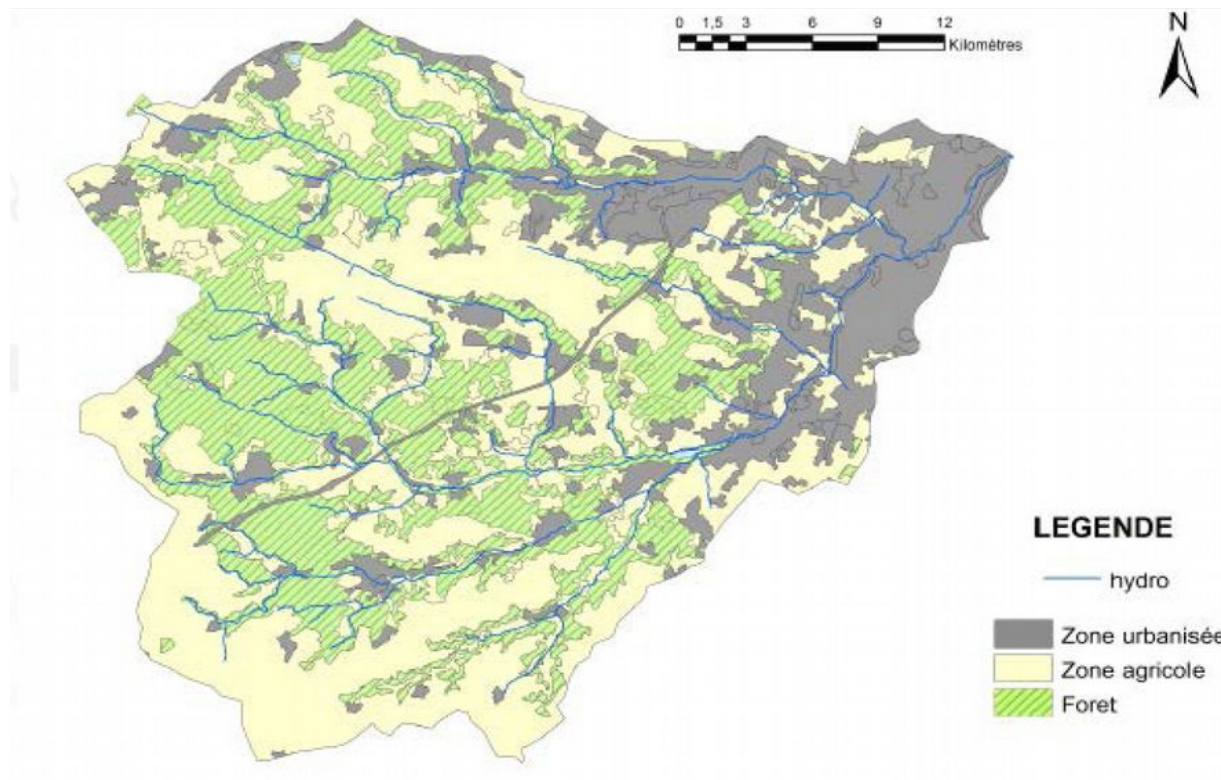 0 1,5 3 6 9 12
Kilomètres
N
LEGENDE
hydro
Zone urbanisée
Zone agricole
Foret